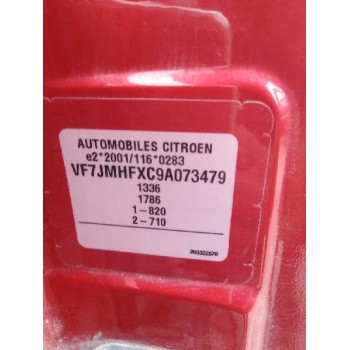 AUTOMOBILES CITROEN
e2*2001/116*0283
VF7JMHFXC9A073479
1336
1786
1-820
2-710